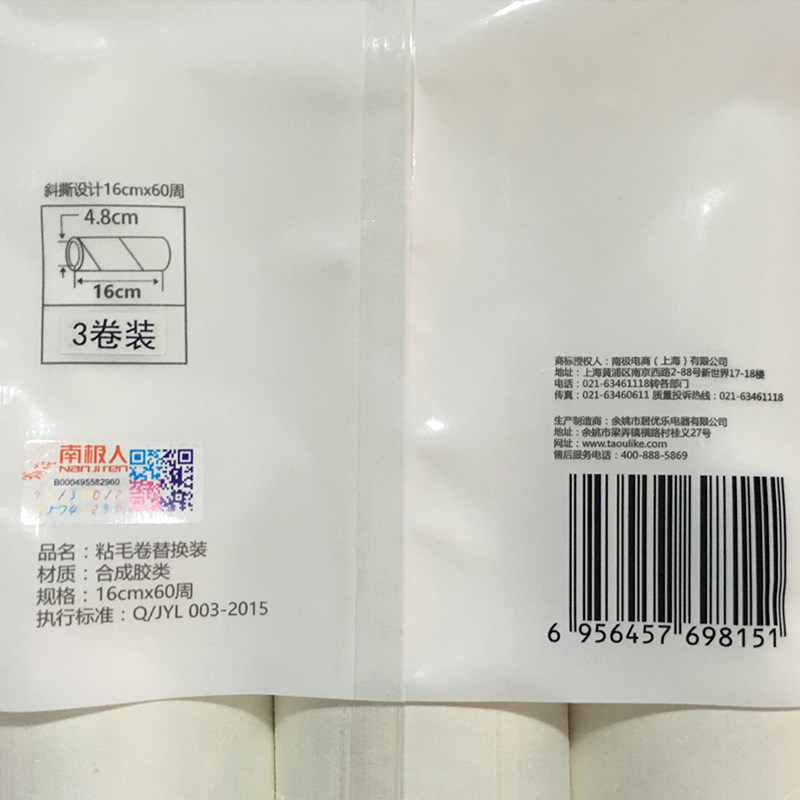 斜撕设计16cmx60周
4.8cm
16cm
3卷装
南极人
NanJiren
B000495582960
品名：粘毛卷替换装
材质：合成胶类
规格：16cmx60周
执行标准：Q/JYL 003-2015
商标授权人：南极电商（上海）有限公司
地址：上海黄浦区南京西路2-88号新世界17-18楼
电话：021-63461118转各部门
传真：021-63460611 质量投诉热线：021-63461118
生产制造商：余姚市居优乐电器有限公司
地址：余姚市梁弄镇横路村桂义27号
网址：www.taoulike.com
售后服务电话：400-888-5869
6 956457 698151